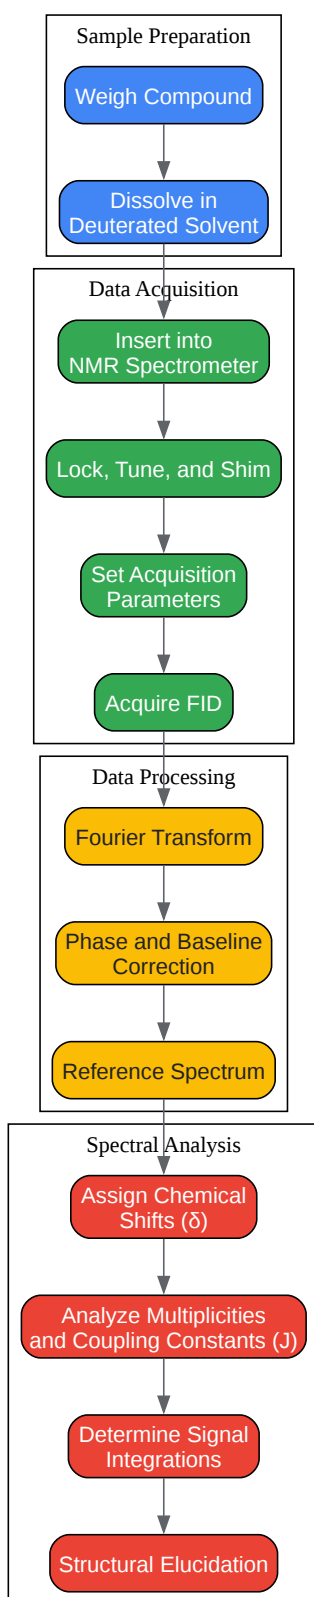 Sample Preparation
Weigh Compound
Dissolve in
Deuterated Solvent
Data Acquisition
Insert into
NMR Spectrometer
Lock, Tune, and Shim
Set Acquisition
Parameters
Acquire FID
Data Processing
Fourier Transform
Phase and Baseline
Correction
Reference Spectrum
Spectral Analysis
Assign Chemical
Shifts (δ)
Analyze Multiplicities
and Coupling Constants (J)
Determine Signal
Integrations
Structural Elucidation